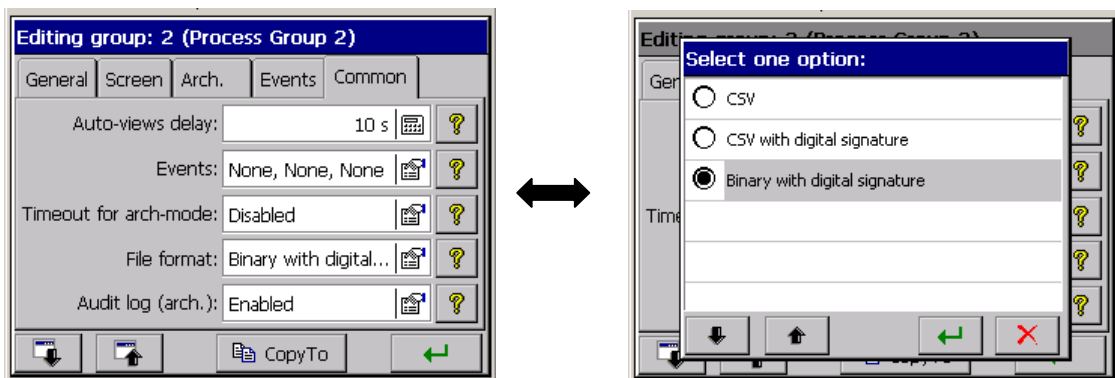 Editing group: 2 (Process Group 2)
General Screen Arch. Events Common
Auto-views delay: 10 s ?
Events: None, None, None ?
Timeout for arch-mode: Disabled ?
File format: Binary with digital... ?
Audit log (arch.): Enabled ?
CopyTo
Select one option:
Ger
CSV
CSV with digital signature
Binary with digital signature
Time
?
?
?
?
?